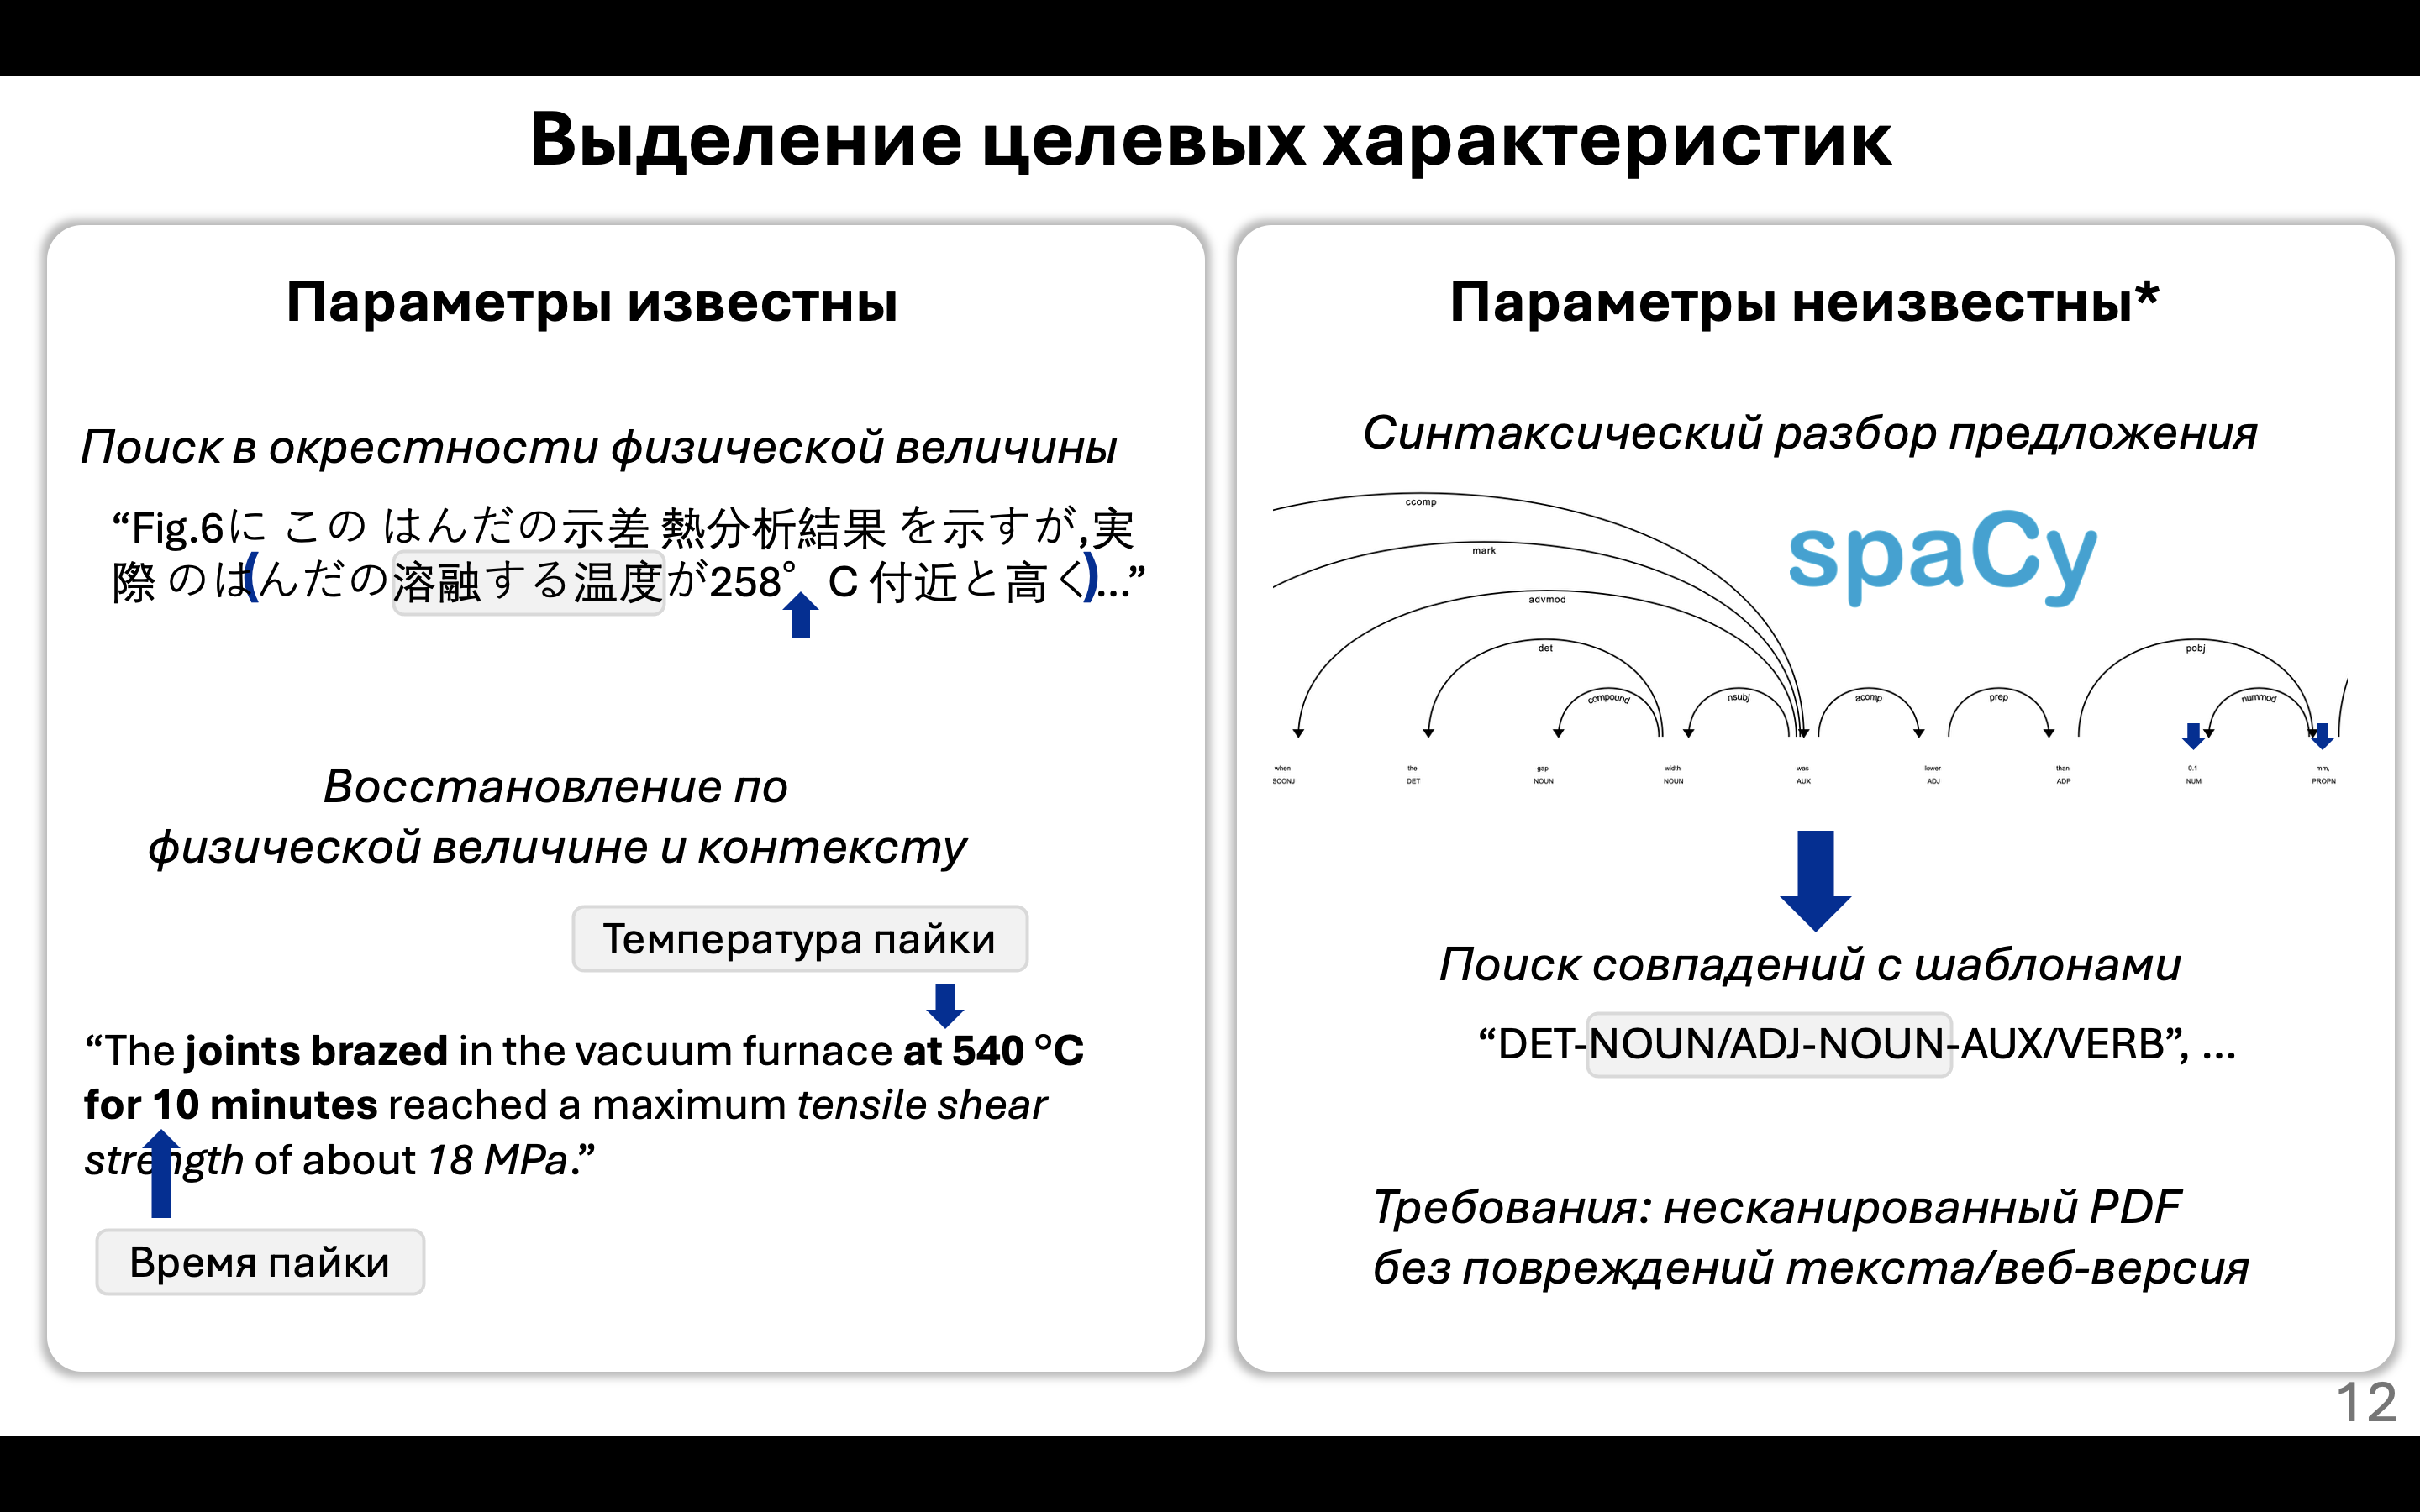 Выделение целевых характеристик
Параметры известны
Поиск в окрестности физической величины
“Fig.6に この はんだの示差 熱分析結果 を示すが,実
際 のはんだの溶融する温度が258° C 付近と高く...”
Восстановление по
физической величине и контексту
Температура пайки
“The joints brazed in the vacuum furnace at 540 °C
for 10 minutes reached a maximum tensile shear
strength of about 18 MPa.”
Время пайки
Параметры неизвестны*
Синтаксический разбор предложения
spaCy
ccomp
mark
advmod
det
pobj
compound nsubj acomp prep nummod
when the gap width was lower than 0.1 mm,
SCONJ DET NOUN NOUN AUX ADJ ADP NUM PROPN
Поиск совпадений с шаблонами
“DET-NOUN/ADJ-NOUN-AUX/VERB”, ...
Требования: несканированный PDF
без повреждений текста/веб-версия
12